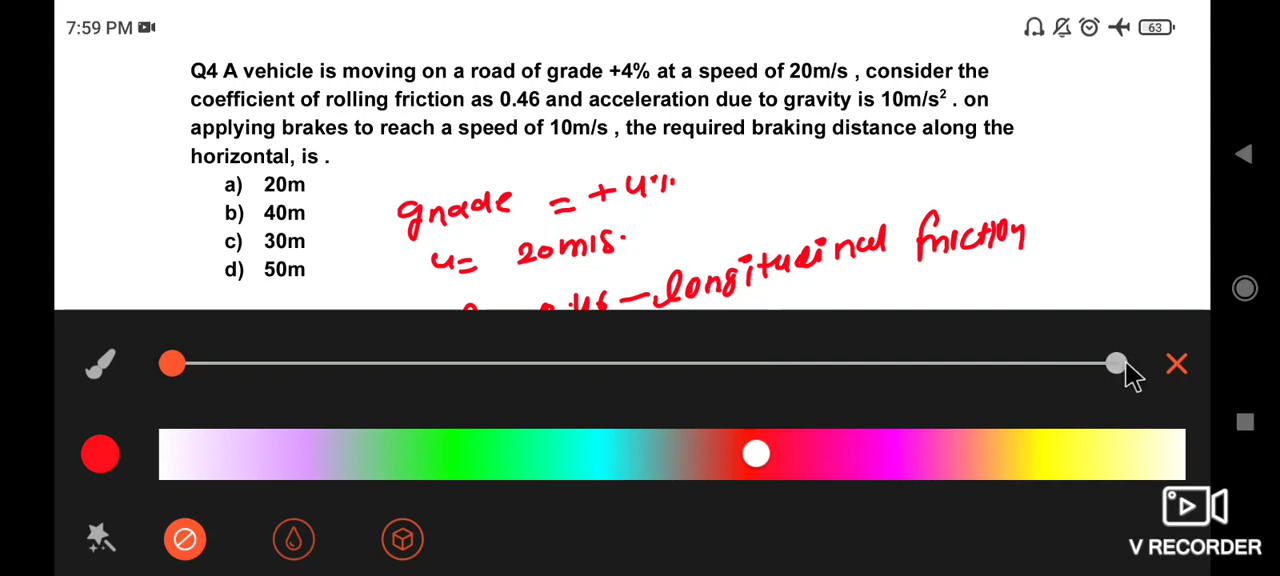 7:59 PM
63
Q4 A vehicle is moving on a road of grade +4% at a speed of 20m/s , consider the
coefficient of rolling friction as 0.46 and acceleration due to gravity is 10m/s² . on
applying brakes to reach a speed of 10m/s , the required braking distance along the
horizontal, is .
a) 20m
b) 40m
c) 30m
d) 50m
grade = +4%
u= 20m/s.
longitudinal friction
V RECORDER